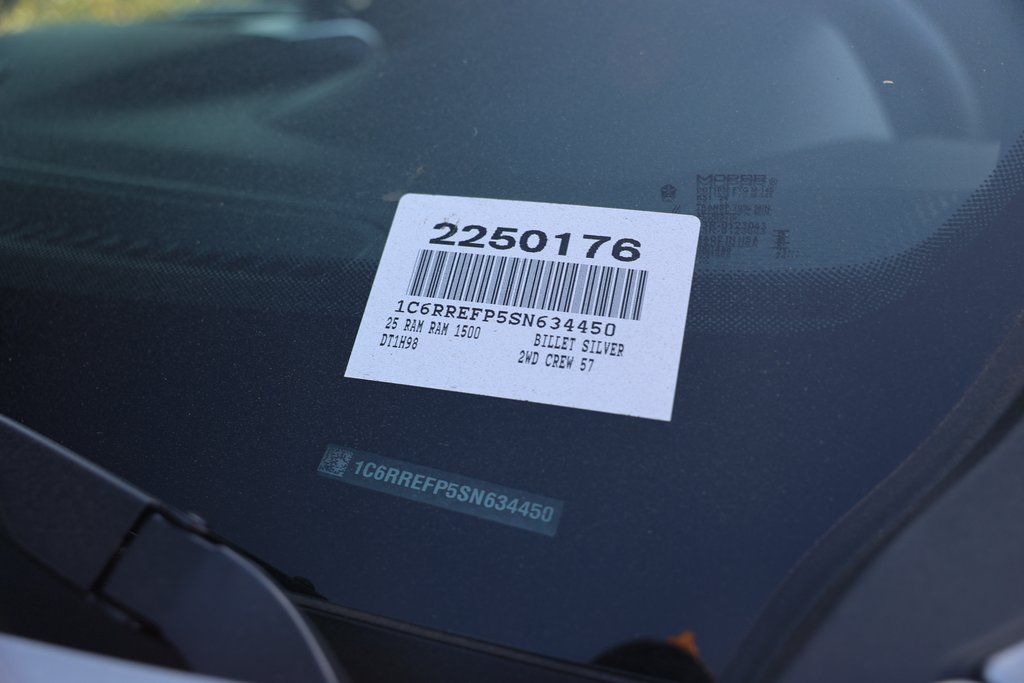 MOPAR
2250176
1C6RREFP5SN634450
25 RAM RAM 1500 BILLET SILVER
DT1H98 2WD CREW 57
1C6RREFP5SN634450